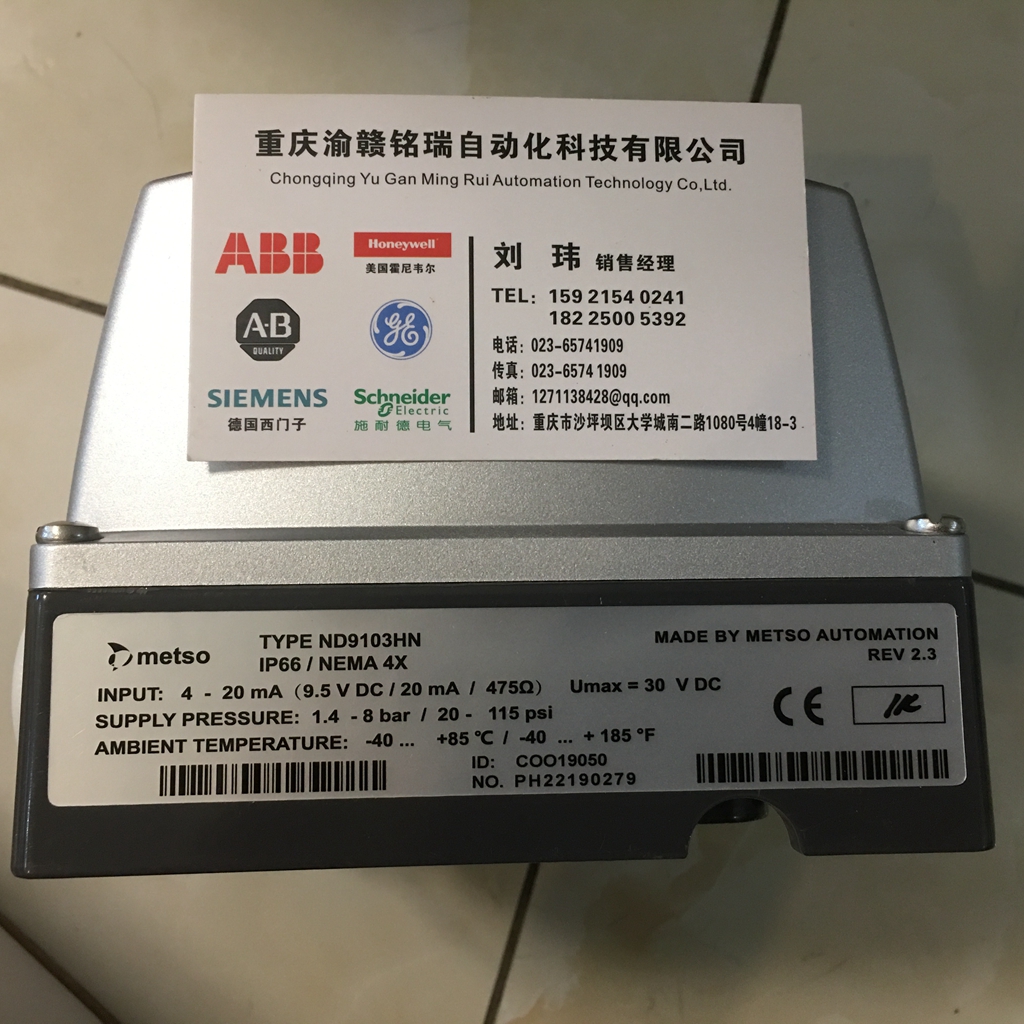 重庆渝赣铭瑞自动化科技有限公司
Chongqing Yu Gan Ming Rui Automation Technology Co,Ltd.
ABB
Honeywell
美国霍尼韦尔
A-B
QUALITY
GE
SIEMENS
德国西门子
Schneider
Electric
施耐德电气
刘 玮 销售经理
TEL: 159 2154 0241
182 2500 5392
电话: 023-65741909
传真: 023-6574 1909
邮箱: 1271138428@qq.com
地址: 重庆市沙坪坝区大学城南二路1080号4幢18-3
metso
TYPE ND9103HN
IP66 / NEMA 4X
MADE BY METSO AUTOMATION
REV 2.3
INPUT: 4 - 20 mA (9.5 V DC / 20 mA / 475Ω) Umax = 30 V DC
SUPPLY PRESSURE: 1.4 - 8 bar / 20 - 115 psi
AMBIENT TEMPERATURE: -40 ... +85 ℃ / -40 ... + 185 °F
CE
ID: COO19050
NO. PH22190279